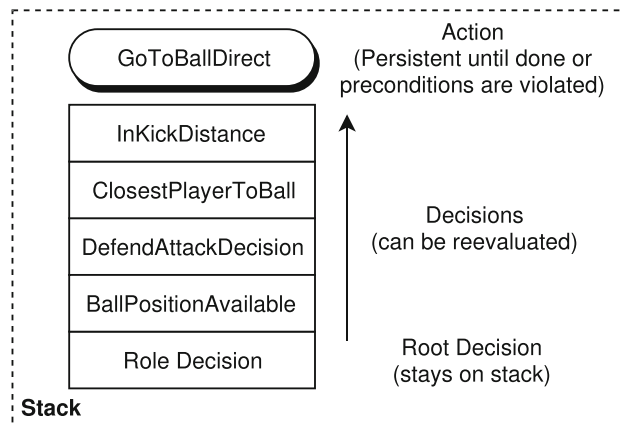 GoToBallDirect
InKickDistance
ClosestPlayerToBall
DefendAttackDecision
BallPositionAvailable
Role Decision
Stack
Action
(Persistent until done or
preconditions are violated)
Decisions
(can be reevaluated)
Root Decision
(stays on stack)